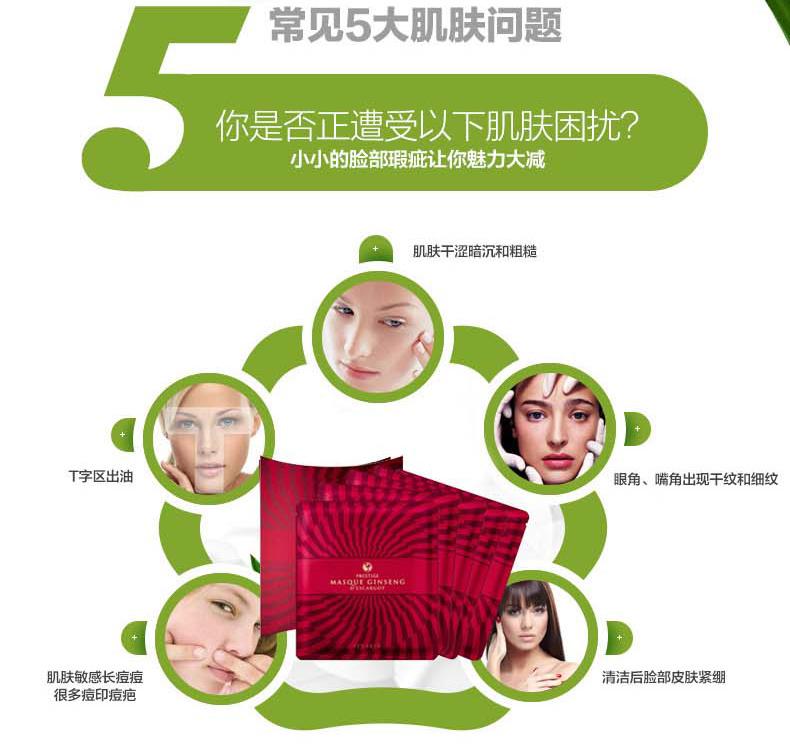 常见5大肌肤问题
5
你是否正遭受以下肌肤困扰?
小小的脸部瑕疵让你魅力大减
肌肤干涩暗沉和粗糙
T字区出油
眼角、嘴角出现干纹和细纹
PRESTIGE
MASQUE GINSENG
D'ESCARGOT
肌肤敏感长痘痘
很多痘印痘疤
清洁后脸部皮肤紧绷